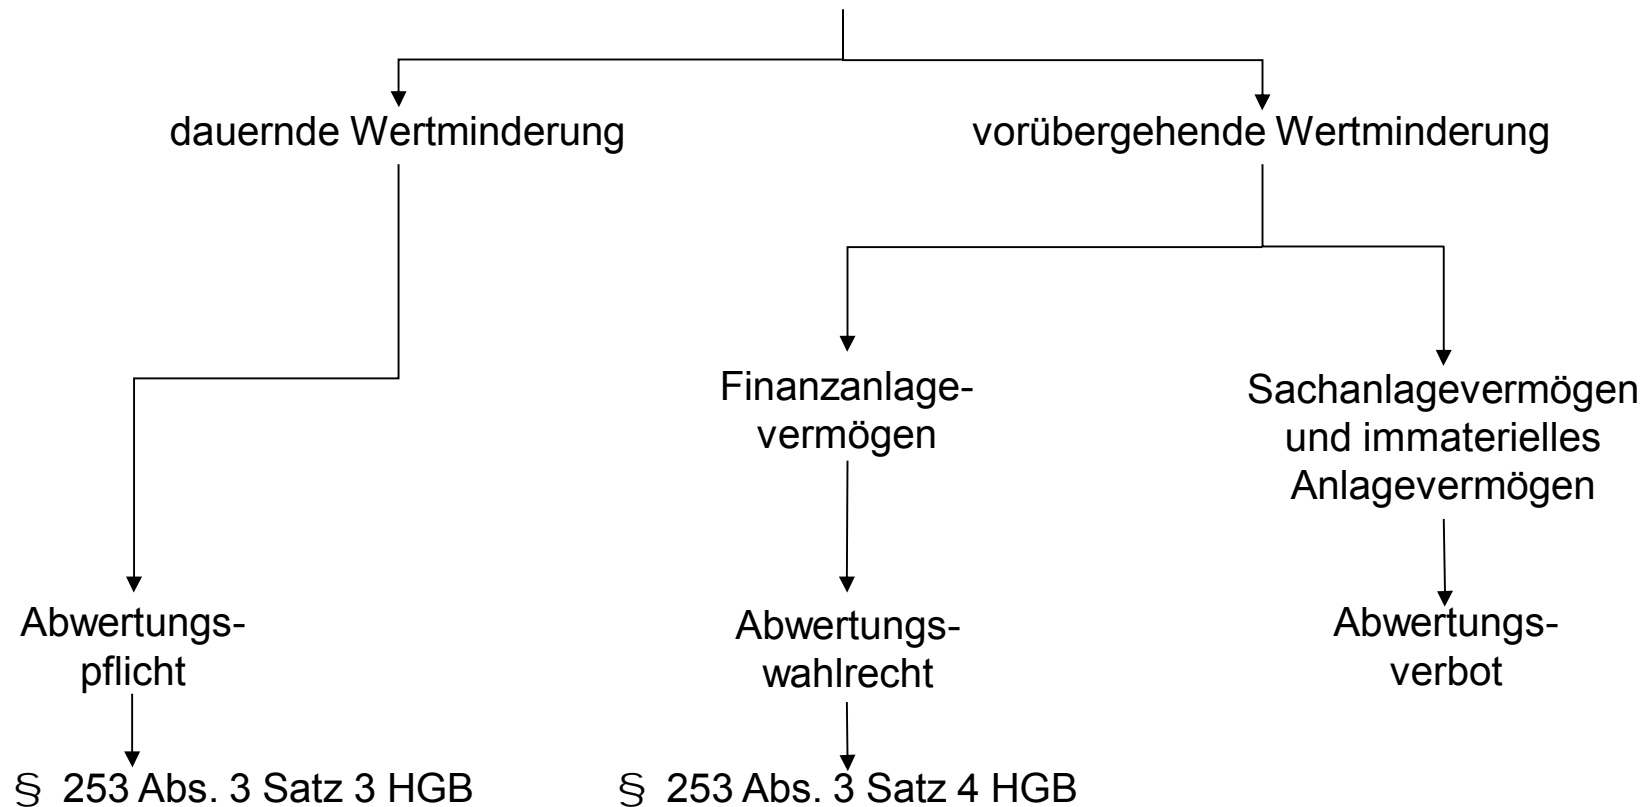 dauernde Wertminderung
vorübergehende Wertminderung
Finanzanlage-
vermögen
Sachanlagevermögen
und immaterielles
Anlagevermögen
Abwertungs-
pflicht
Abwertungs-
wahlrecht
Abwertungs-
verbot
§ 253 Abs. 3 Satz 3 HGB
§ 253 Abs. 3 Satz 4 HGB